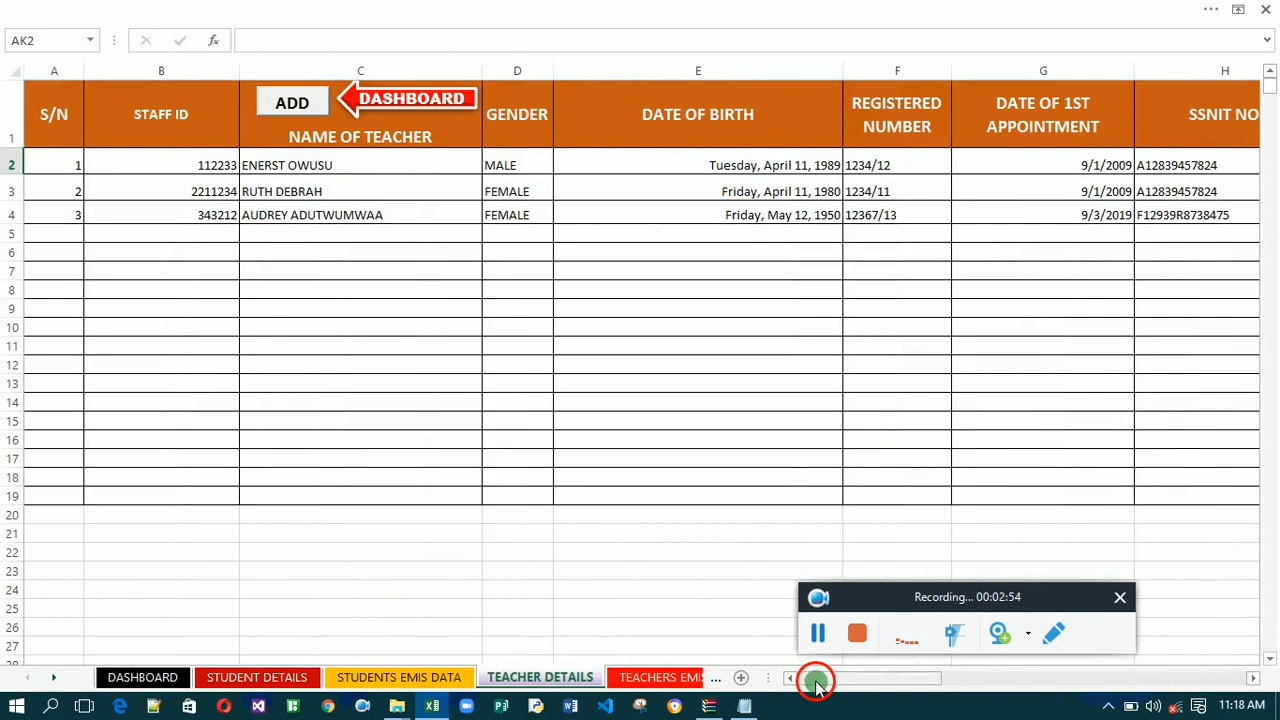 AK2
fx
A B C D E F G H
1 S/N STAFF ID ADD DASHBOARD NAME OF TEACHER GENDER DATE OF BIRTH REGISTERED NUMBER DATE OF 1ST APPOINTMENT SSNIT NO
2 1 112233 ENERST OWUSU MALE Tuesday, April 11, 1989 1234/12 9/1/2009 A12839457824
3 2 2211234 RUTH DEBRAH FEMALE Friday, April 11, 1980 1234/11 9/1/2009 A12839457824
4 3 343212 AUDREY ADUTWUMWAA FEMALE Friday, May 12, 1950 12367/13 9/3/2019 F12939R8738475
5
6
7
8
9
10
11
12
13
14
15
16
17
18
19
20
21
22
23
24
25
26
27
28
Recording... 00:02:54
DASHBOARD STUDENT DETAILS STUDENTS EMIS DATA TEACHER DETAILS TEACHERS EMIS ...
11:18 AM